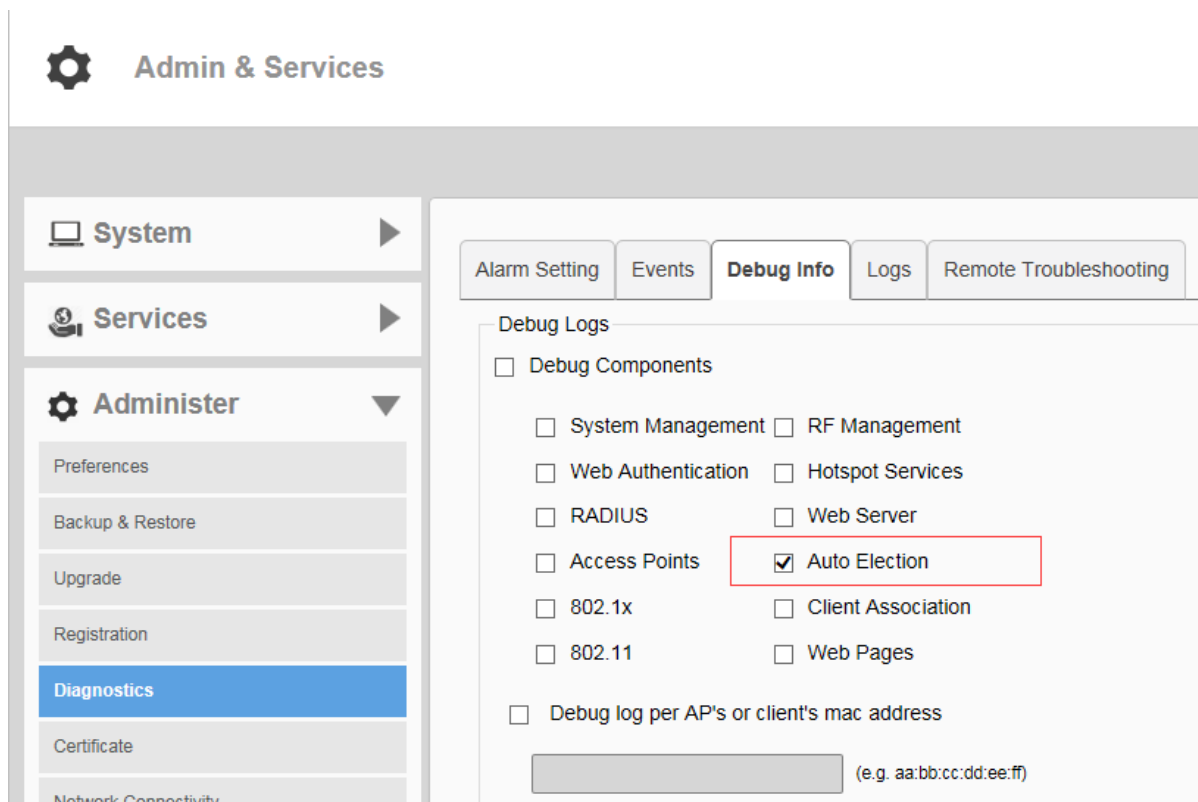 Admin & Services
System
Services
Administer
Preferences
Backup & Restore
Upgrade
Registration
Diagnostics
Certificate
Network Connectivity
Alarm Setting
Events
Debug Info
Logs
Remote Troubleshooting
Debug Logs
Debug Components
System Management
RF Management
Web Authentication
Hotspot Services
RADIUS
Web Server
Access Points
Auto Election
802.1x
Client Association
802.11
Web Pages
Debug log per AP's or client's mac address
(e.g. aa:bb:cc:dd:ee:ff)